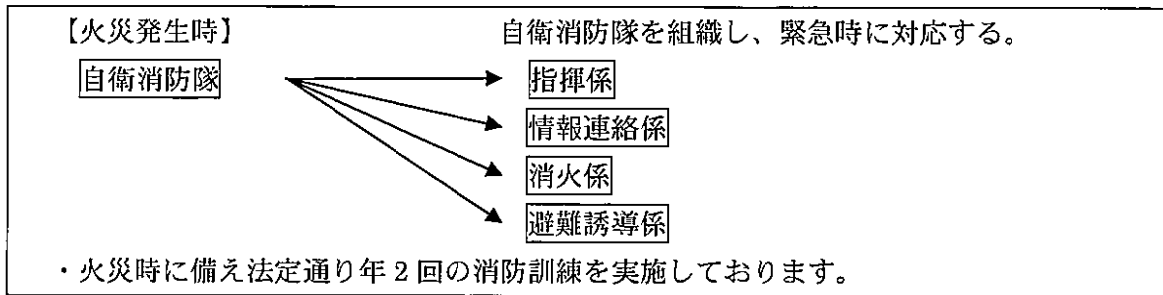 【火災発生時】 自衛消防隊を組織し、緊急時に対応する。
自衛消防隊 指揮係
情報連絡係
消火係
避難誘導係
・火災時に備え法定通り年2回の消防訓練を実施しております。